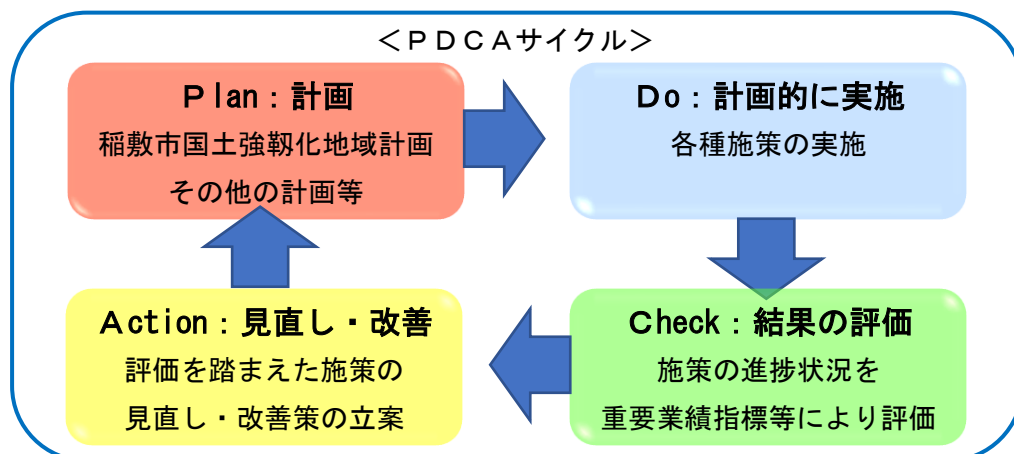 ＜ＰＤＣＡサイクル＞
Ｐlan：計画
稲敷市国土強靱化地域計画
その他の計画等
Ｄo：計画的に実施
各種施策の実施
Ａction：見直し・改善
評価を踏まえた施策の
見直し・改善策の立案
Ｃheck：結果の評価
施策の進捗状況を
重要業績指標等により評価